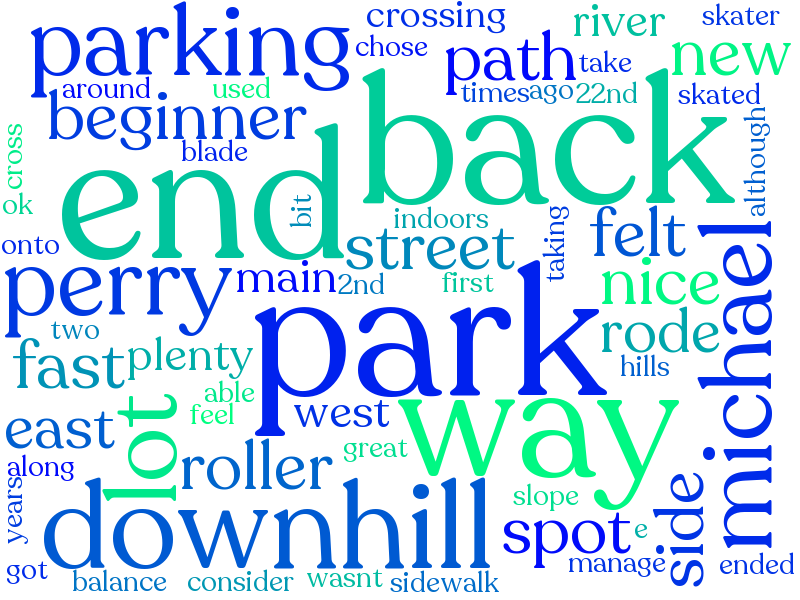 parking
crossing
river
skater
chose
path
take
new
around
used
times
ago
22nd
skated
beginner
blade
back
although
cross
end
ok
bit
indoors
felt
taking
onto
street
michael
perry
main
2nd
first
nice
two
park
rode
fast
plenty
hills
able
feel
west
way
lot
east
roller
great
along
side
years
downhill
slope
spot
e
got
balance
consider
wasnt
sidewalk
manage
ended